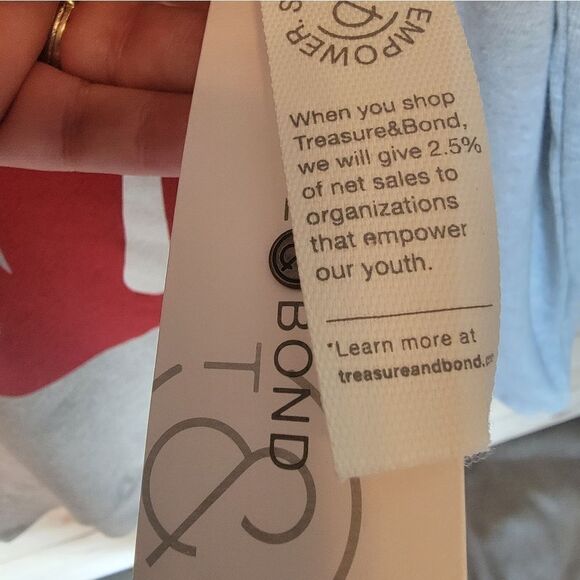 EMPOWER. S
&
When you shop
Treasure&Bond,
we will give 2.5%
of net sales to
organizations
that empower
our youth.
*Learn more at
treasureandbond.
&
BOND
T
&